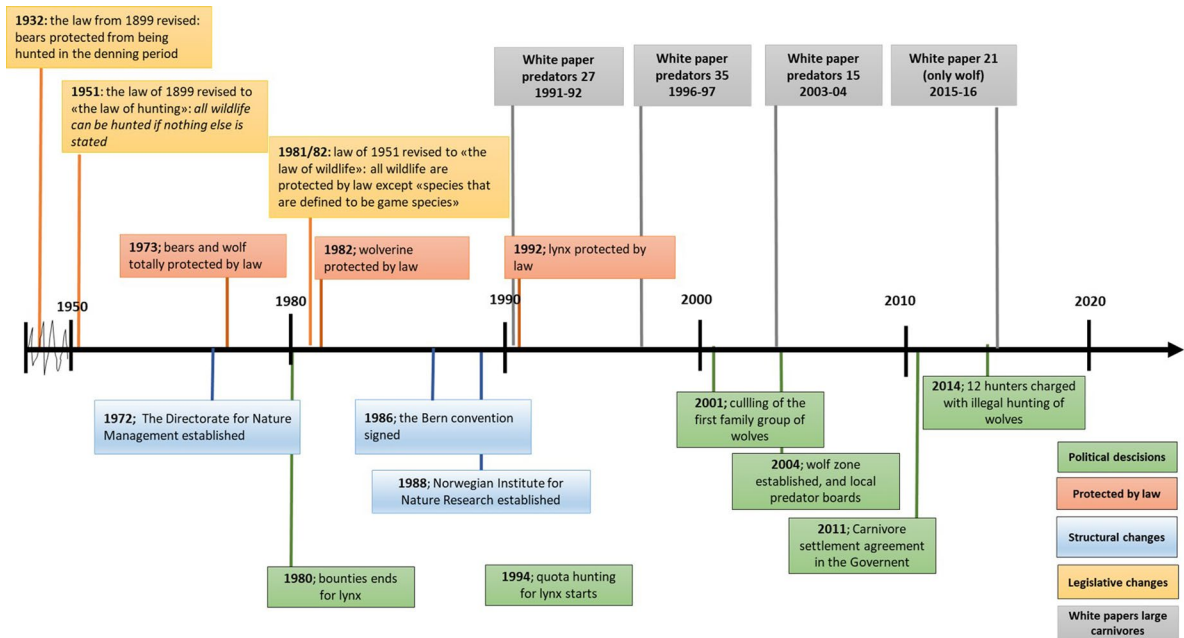 1932: the law from 1899 revised:
bears protected from being
hunted in the denning period
1951: the law of 1899 revised to
«the law of hunting»: all wildlife
can be hunted if nothing else is
stated
1981/82: law of 1951 revised to «the
law of wildlife»: all wildlife are
protected by law except «species that
are defined to be game species»
White paper
predators 27
1991-92
White paper
predators 35
1996-97
White paper
predators 15
2003-04
White paper 21
(only wolf)
2015-16
1973; bears and wolf
totally protected by law
1982; wolverine
protected by law
1992; lynx protected by
law
1950
1980
1990
2000
2010
2020
1972;  The Directorate for Nature
Management established
1986; the Bern convention
signed
1988; Norwegian Institute for
Nature Research established
1980; bounties ends
for lynx
1994; quota hunting
for lynx starts
2001; cullling of the
first family group of
wolves
2004; wolf zone
established, and local
predator boards
2011; Carnivore
settlement agreement
in the Governent
2014; 12 hunters charged
with illegal hunting of
wolves
Political descisions
Protected by law
Structural changes
Legislative changes
White papers large
carnivores